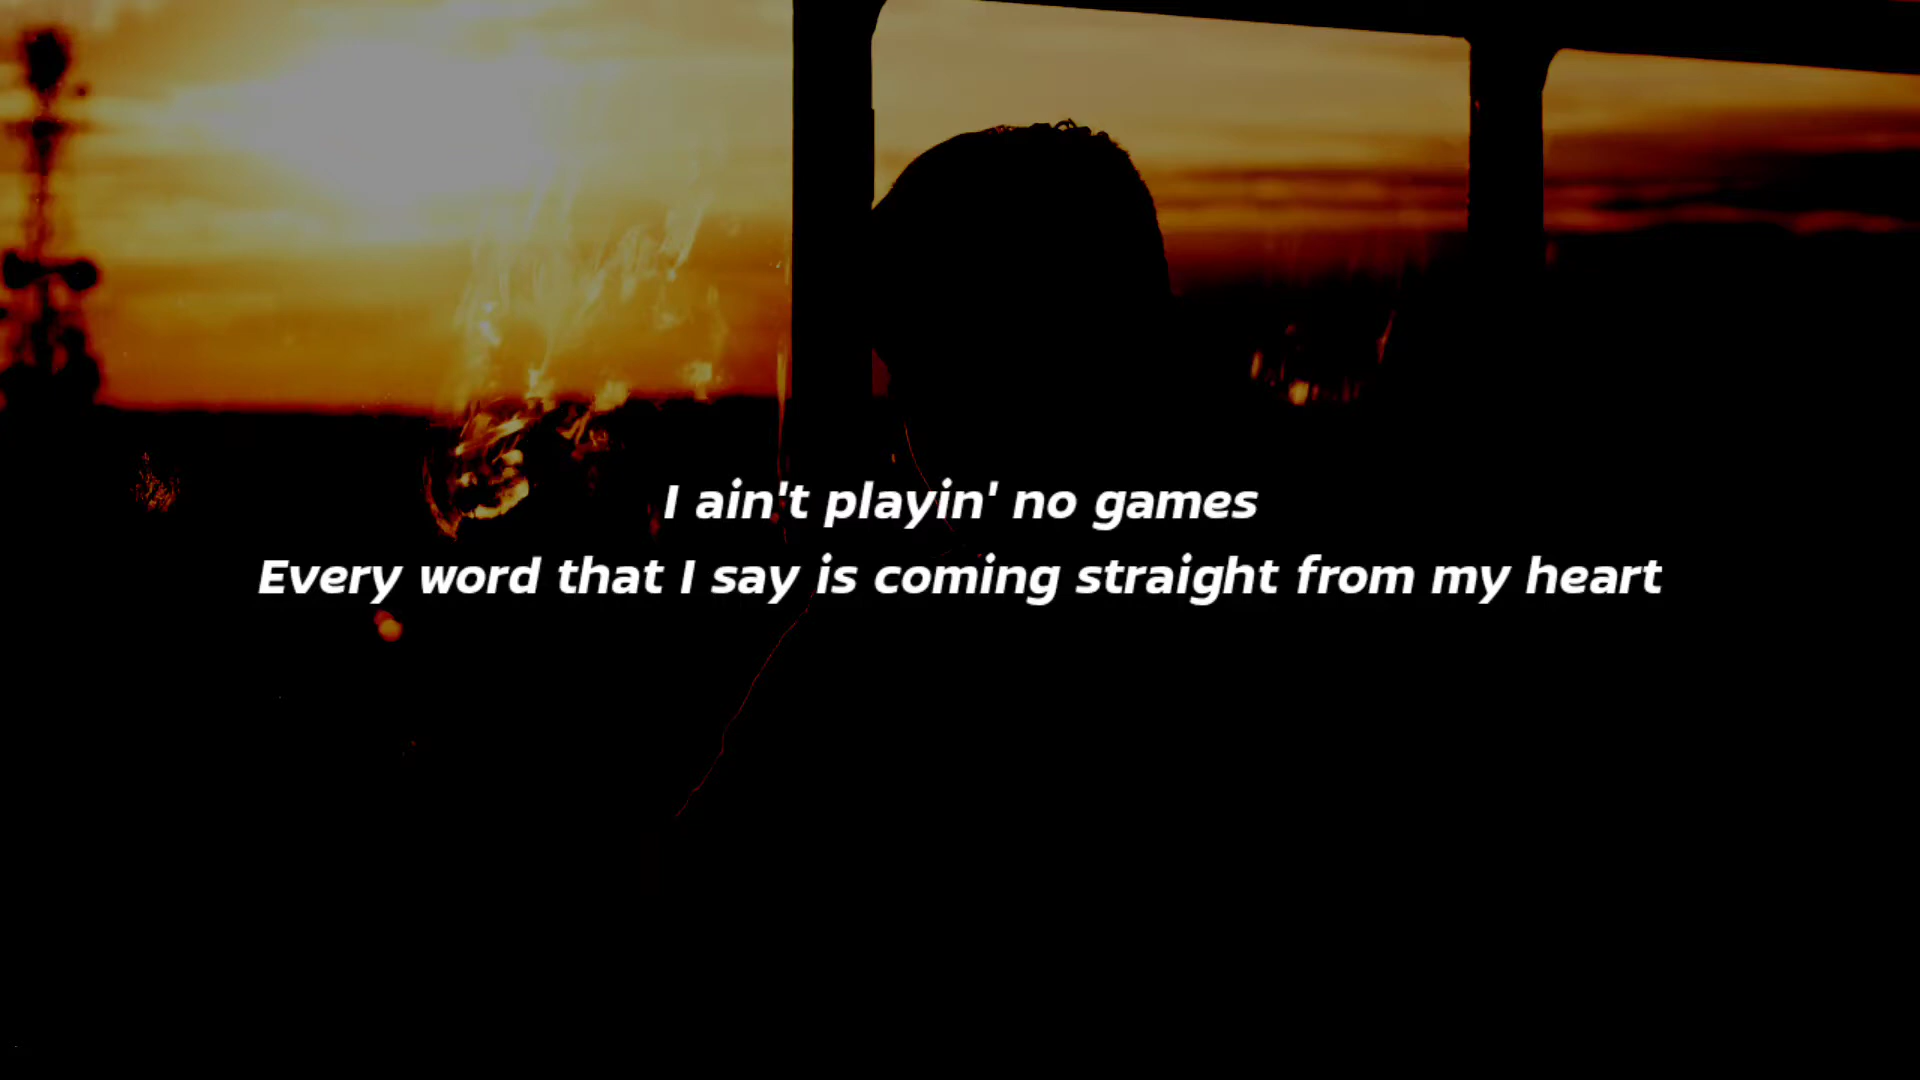 I ain't playin' no games
Every word that I say is coming straight from my heart